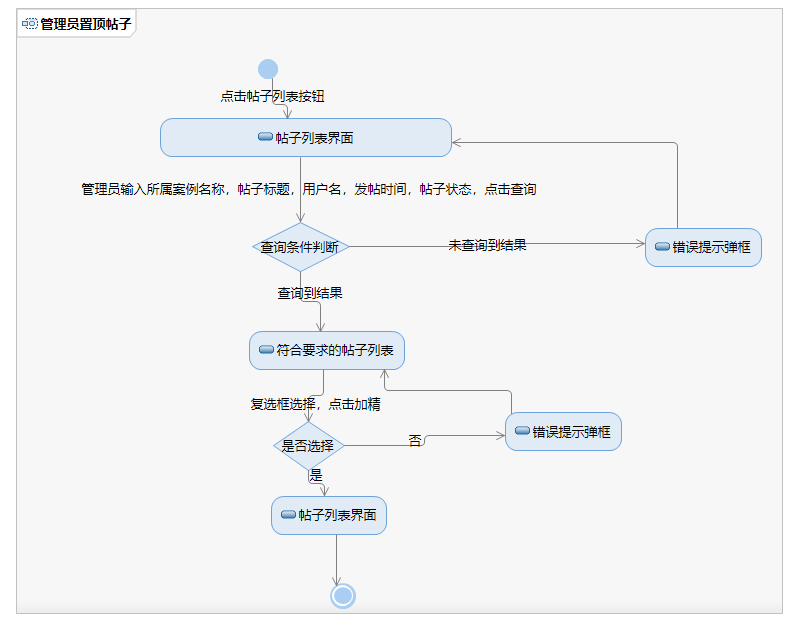 管理员置顶帖子
点击帖子列表按钮
帖子列表界面
管理员输入所属案例名称，帖子标题，用户名，发帖时间，帖子状态，点击查询
查询条件判断
未查询到结果
错误提示弹框
查询到结果
符合要求的帖子列表
复选框选择，点击加精
是否选择
否
错误提示弹框
是
帖子列表界面